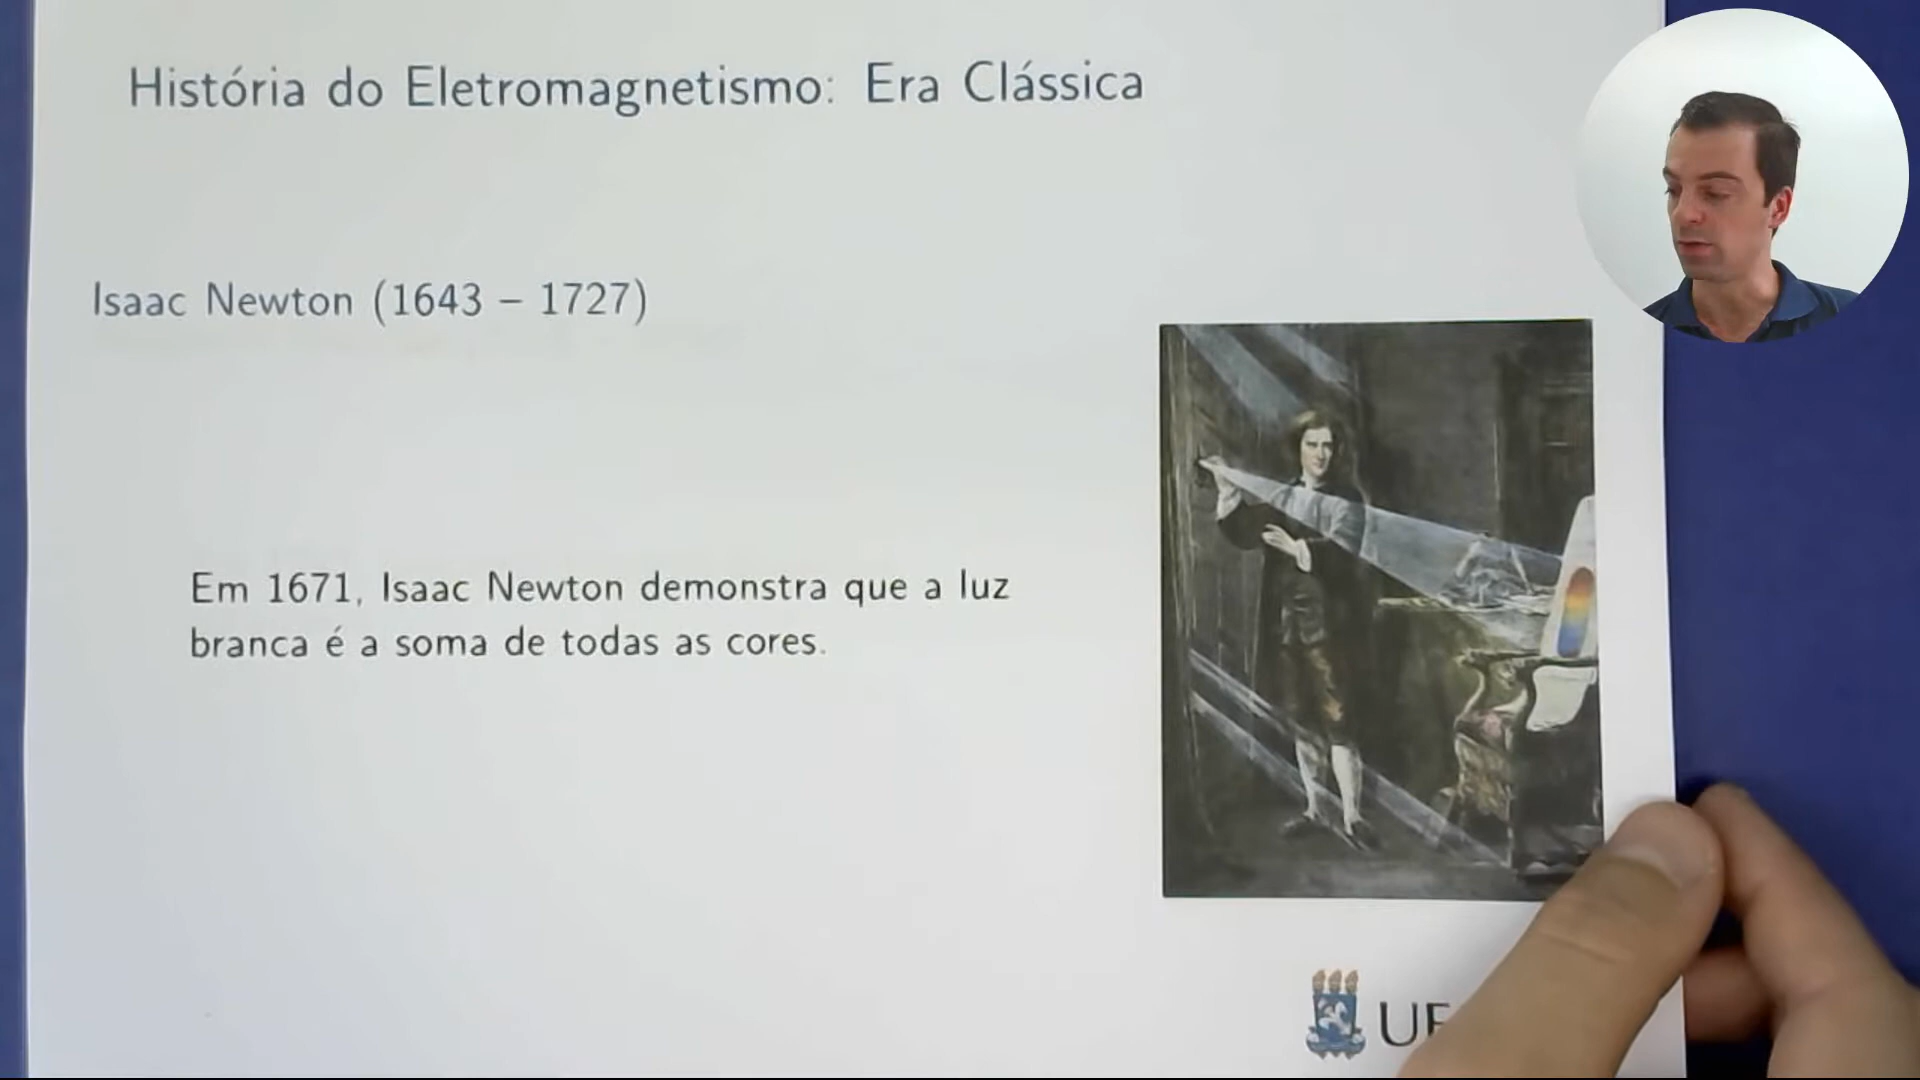 História do Eletromagnetismo: Era Clássica
Isaac Newton (1643 – 1727)
Em 1671, Isaac Newton demonstra que a luz
branca é a soma de todas as cores.